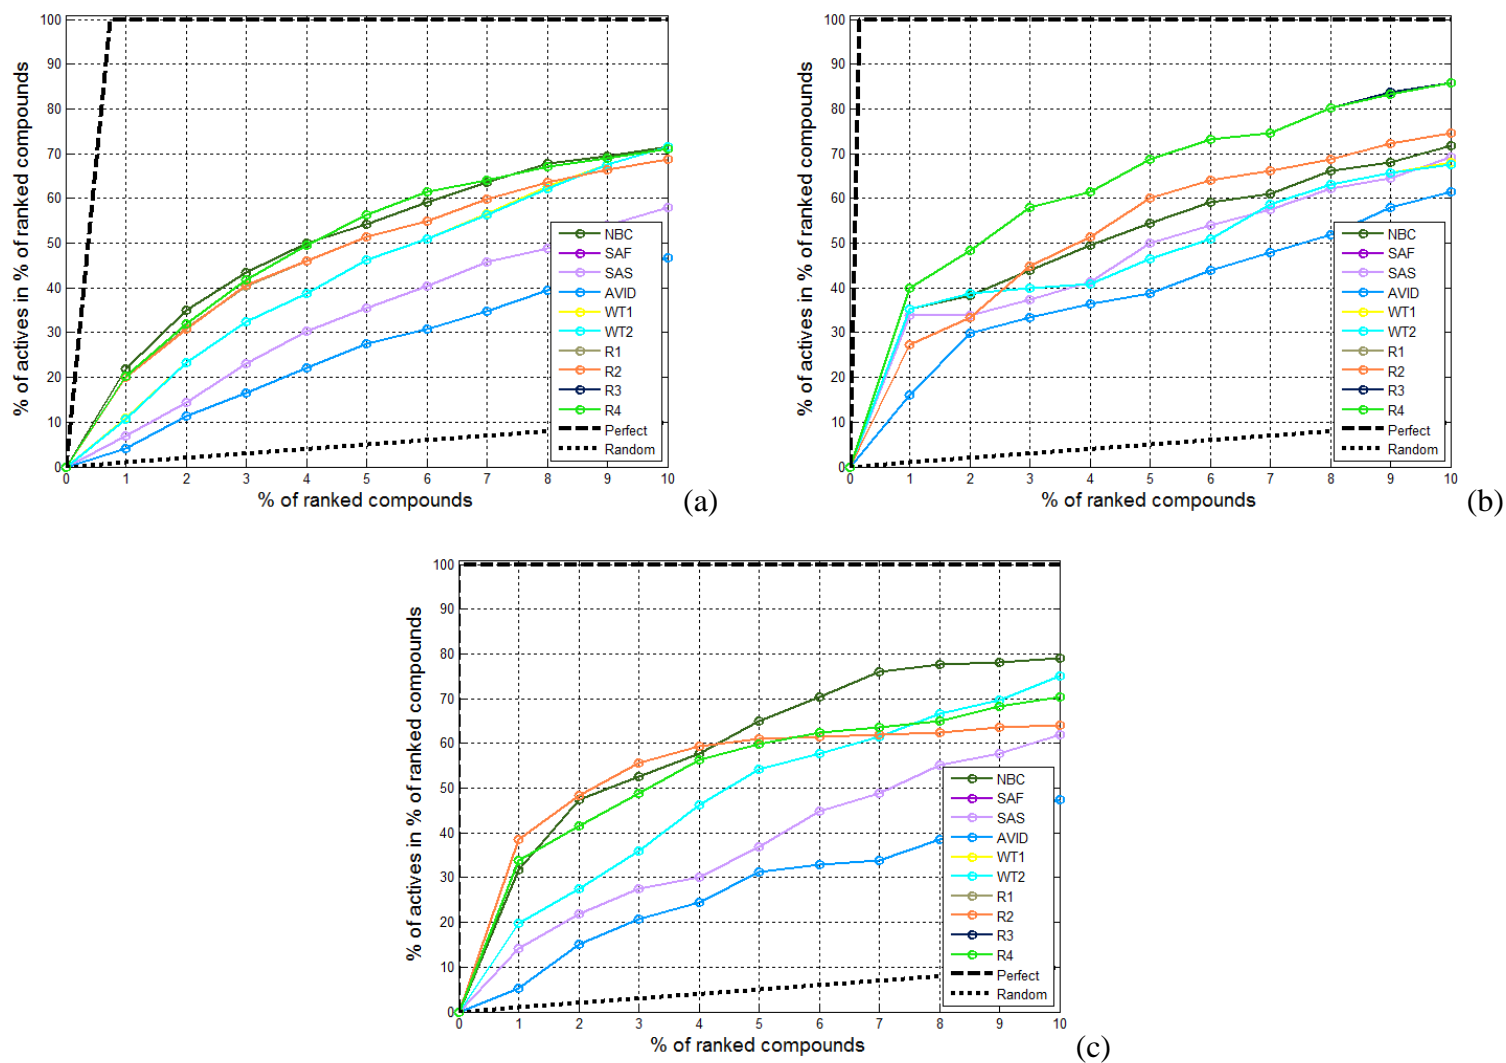 % of actives in % of ranked compounds
100
90
80
70
60
50
40
30
20
10
0
0 1 2 3 4 5 6 7 8 9 10
% of ranked compounds
NBC
SAF
SAS
AVID
WT1
WT2
R1
R2
R3
R4
Perfect
Random
(a)
% of actives in % of ranked compounds
100
90
80
70
60
50
40
30
20
10
0
0 1 2 3 4 5 6 7 8 9 10
% of ranked compounds
NBC
SAF
SAS
AVID
WT1
WT2
R1
R2
R3
R4
Perfect
Random
(b)
% of actives in % of ranked compounds
100
90
80
70
60
50
40
30
20
10
0
0 1 2 3 4 5 6 7 8 9 10
% of ranked compounds
NBC
SAF
SAS
AVID
WT1
WT2
R1
R2
R3
R4
Perfect
Random
(c)